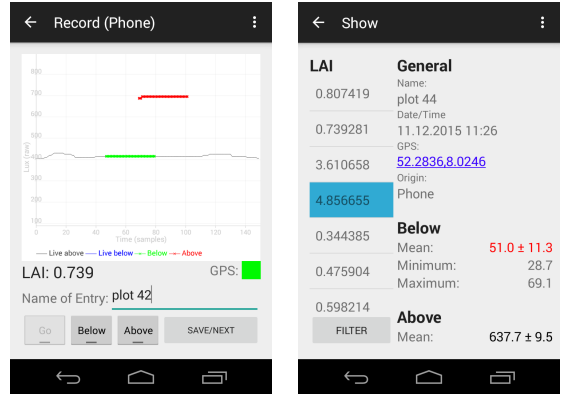 Record (Phone)
800
700
600
500
400
300
200
100
Lux (raw)
0 20 40 60 80 100 120 140
Time (samples)
Live above Live below Below Above
LAI: 0.739 GPS:
Name of Entry: plot 42
Go Below Above SAVE/NEXT
Show
LAI
0.807419
0.739281
3.610658
4.856655
0.344385
0.475904
0.598214
FILTER
General
Name:
plot 44
Date/Time
11.12.2015 11:26
GPS:
52.2836,8.0246
Origin:
Phone
Below
Mean: 51.0 ± 11.3
Minimum: 28.7
Maximum: 69.1
Above
Mean: 637.7 ± 9.5